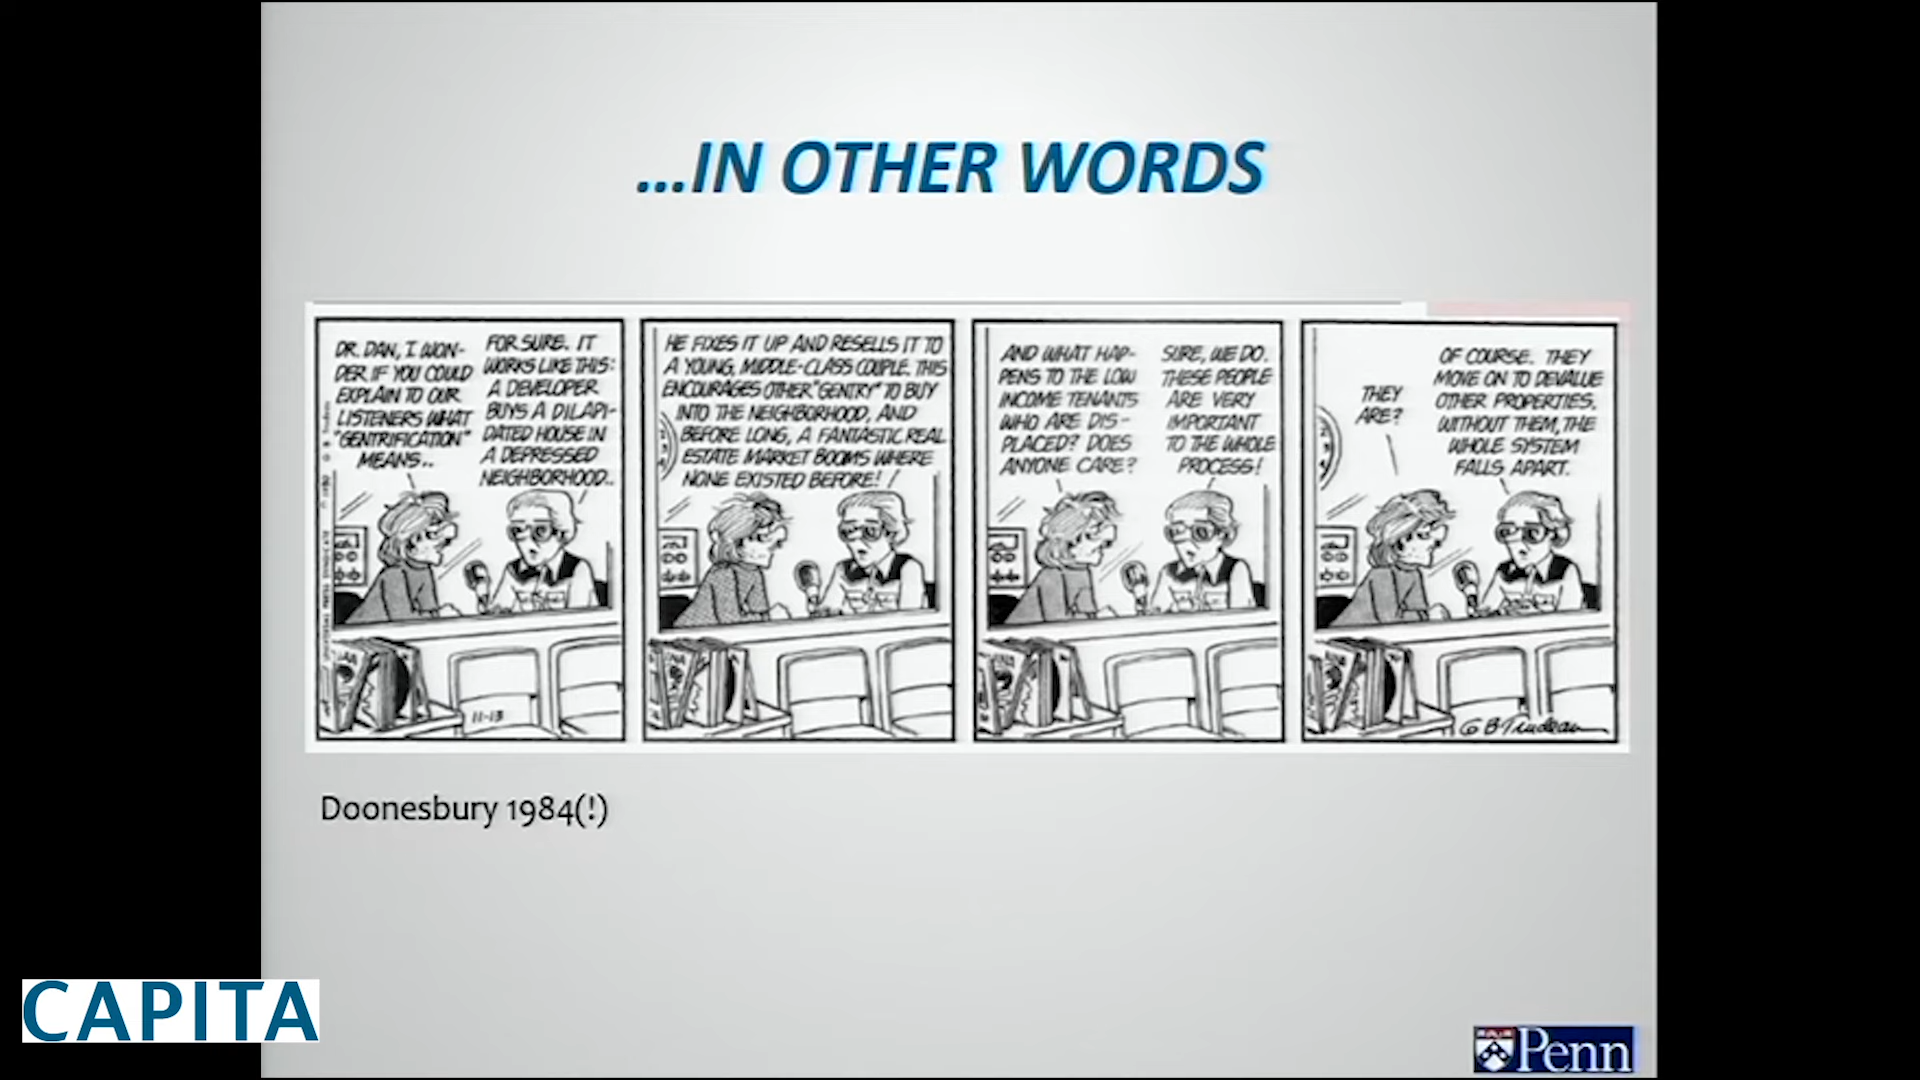 ...IN OTHER WORDS
DR. DAN, I WON-
DER IF YOU COULD
EXPLAIN TO OUR
LISTENERS WHAT
"GENTRIFICATION"
MEANS..
FOR SURE. IT
WORKS LIKE THIS:
A DEVELOPER
BUYS A DILAPI-
DATED HOUSE IN
A DEPRESSED
NEIGHBORHOOD..
11-13
HE FIXES IT UP AND RESELLS IT TO
A YOUNG, MIDDLE-CLASS COUPLE. THIS
ENCOURAGES OTHER "GENTRY" TO BUY
INTO THE NEIGHBORHOOD, AND
BEFORE LONG, A FANTASTIC REAL
ESTATE MARKET BOOMS WHERE
NONE EXISTED BEFORE!
AND WHAT HAP-
PENS TO THE LOW
INCOME TENANTS
WHO ARE DIS-
PLACED? DOES
ANYONE CARE?
SURE, WE DO.
THESE PEOPLE
ARE VERY
IMPORTANT
TO THE WHOLE
PROCESS!
THEY
ARE?
OF COURSE. THEY
MOVE ON TO DEVALUE
OTHER PROPERTIES.
WITHOUT THEM, THE
WHOLE SYSTEM
FALLS APART.
G B Trudeau
Doonesbury 1984(!)
CAPITA
Penn